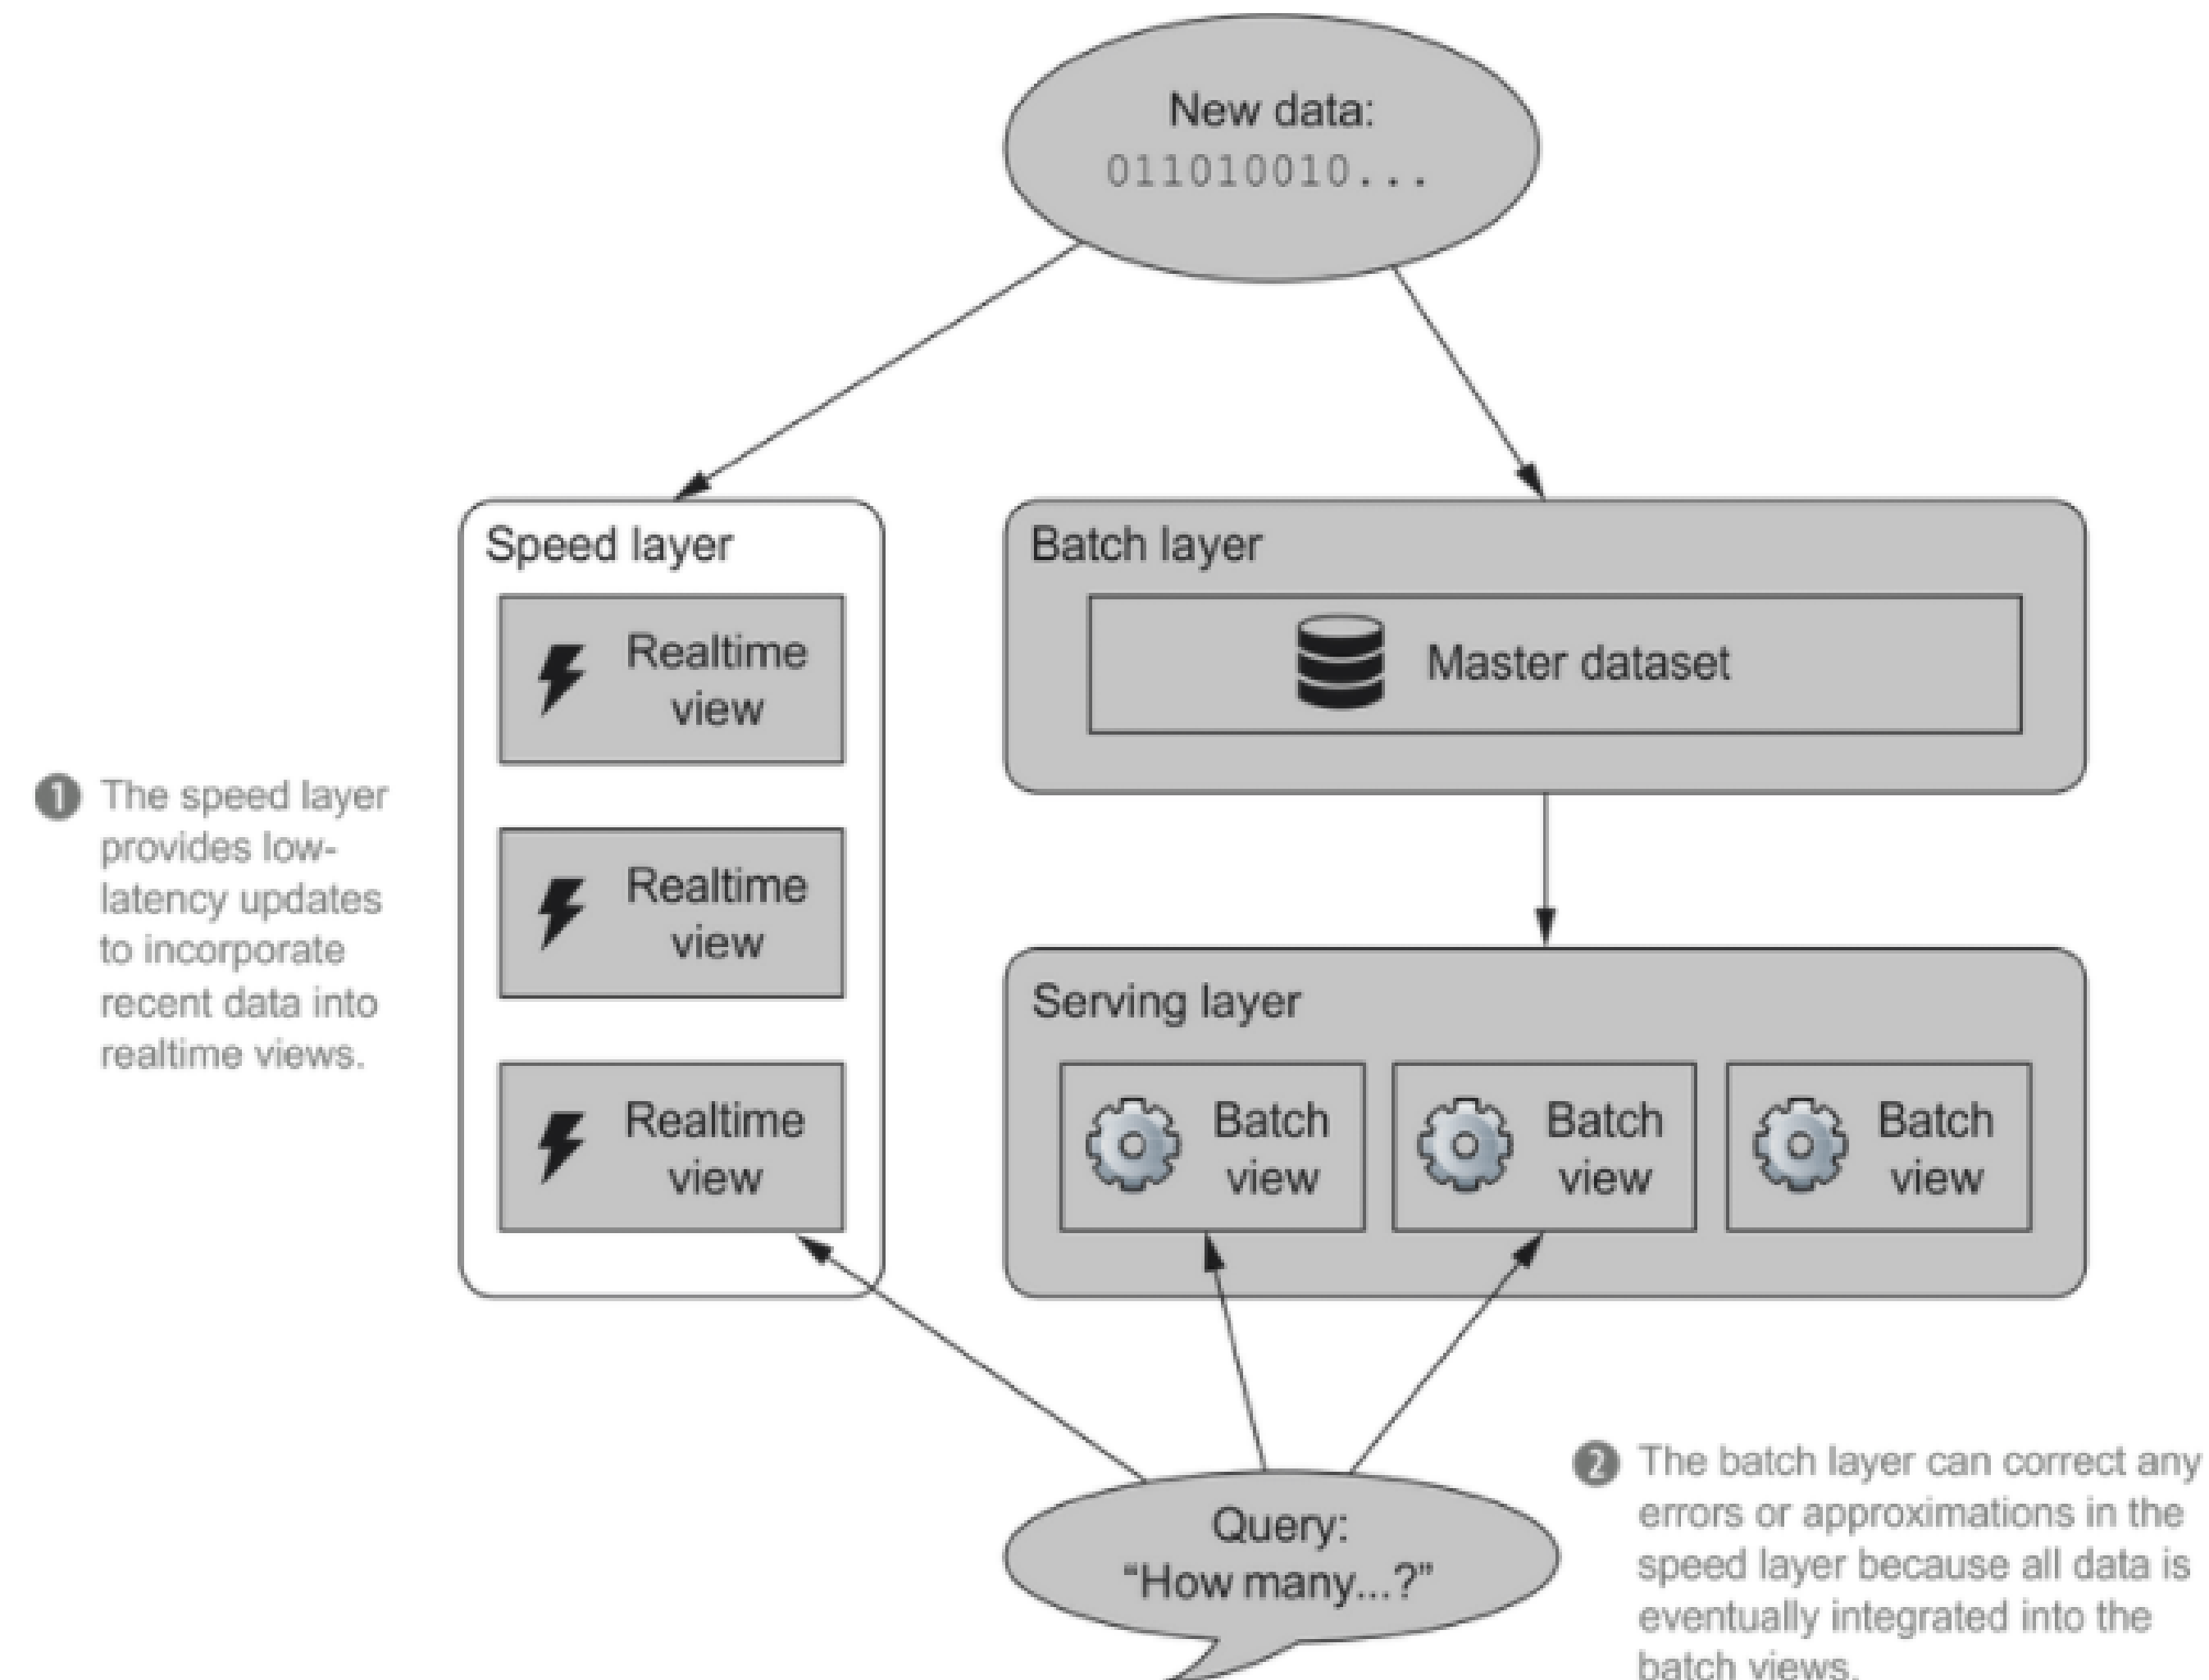 New data:
011010010...
Speed layer
Realtime
view
Realtime
view
Realtime
view
Batch layer
Master dataset
Serving layer
Batch
view
Batch
view
Batch
view
1 The speed layer
provides low-
latency updates
to incorporate
recent data into
realtime views.
Query:
“How many...?”
2 The batch layer can correct any
errors or approximations in the
speed layer because all data is
eventually integrated into the
batch views.